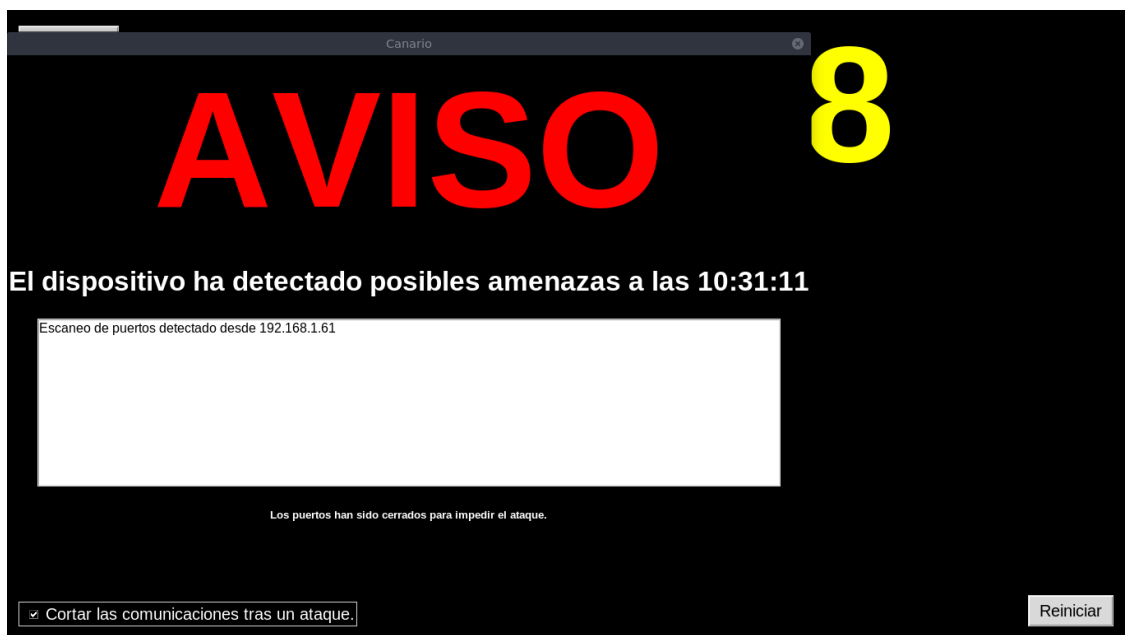 Canario
8
AVISO
El dispositivo ha detectado posibles amenazas a las 10:31:11
Escaneo de puertos detectado desde 192.168.1.61
Los puertos han sido cerrados para impedir el ataque.
Cortar las comunicaciones tras un ataque.
Reiniciar